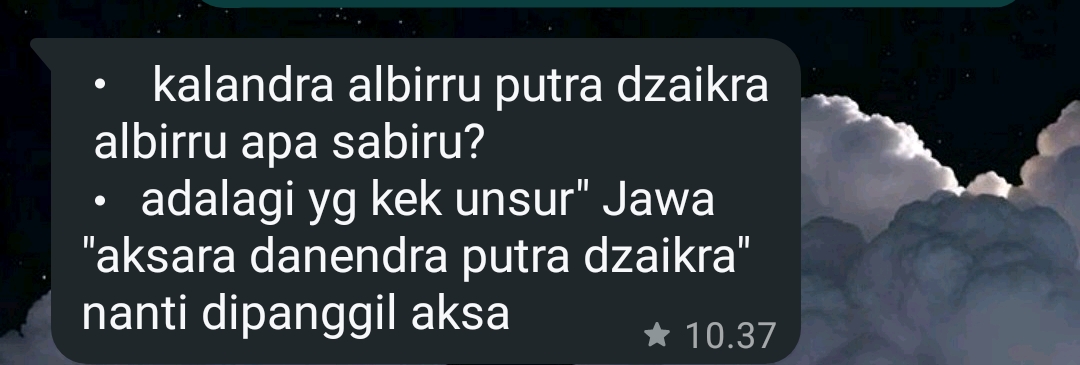 • kalandra albirru putra dzaikra
albirru apa sabiru?
• adalagi yg kek unsur" Jawa
"aksara danendra putra dzaikra"
nanti dipanggil aksa
★ 10.37